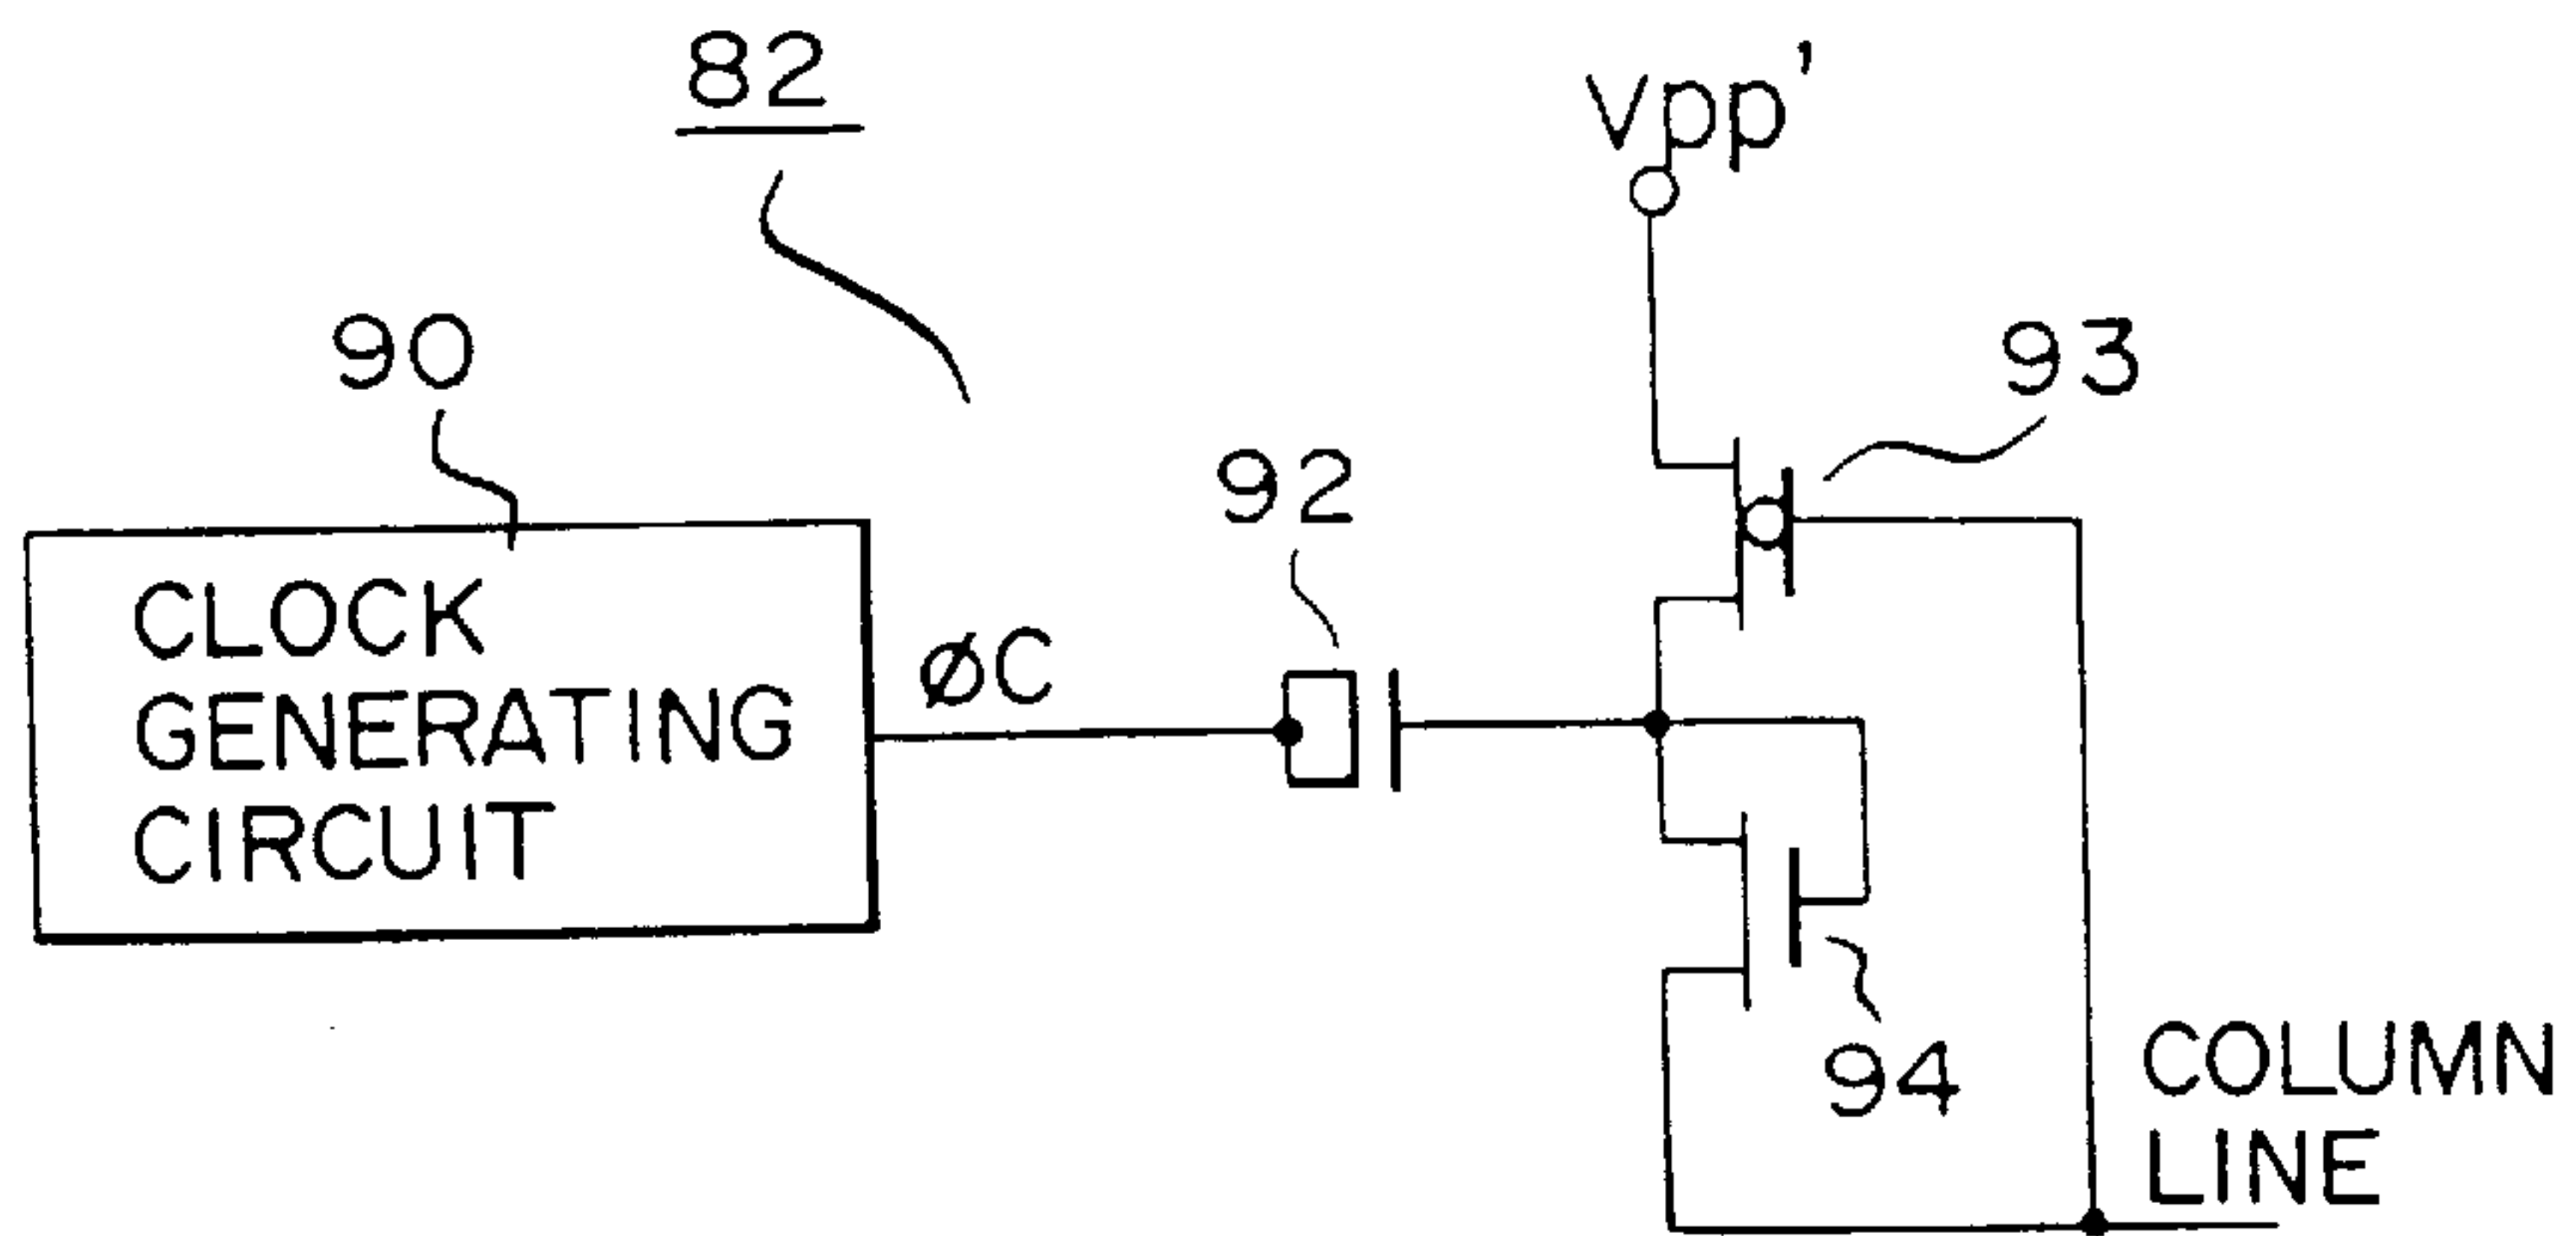 82
Vpp'
90
93
92
CLOCK
GENERATING
CIRCUIT
øC
94
COLUMN
LINE